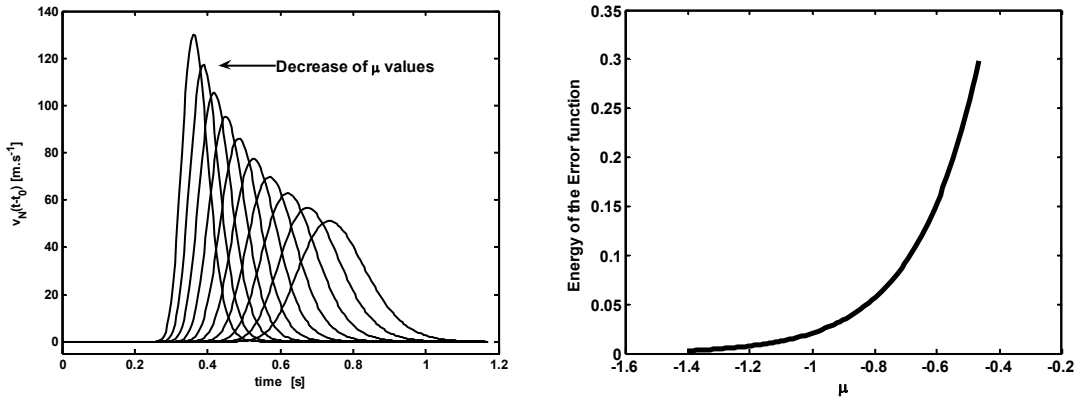 140
120
100
80
60
40
20
0
v_N(t-t_0) [m.s^-1]
Decrease of μ values
0 0.2 0.4 0.6 0.8 1 1.2
time [s]
0.35
0.3
0.25
0.2
0.15
0.1
0.05
0
Energy of the Error function
-1.6 -1.4 -1.2 -1 -0.8 -0.6 -0.4 -0.2
μ